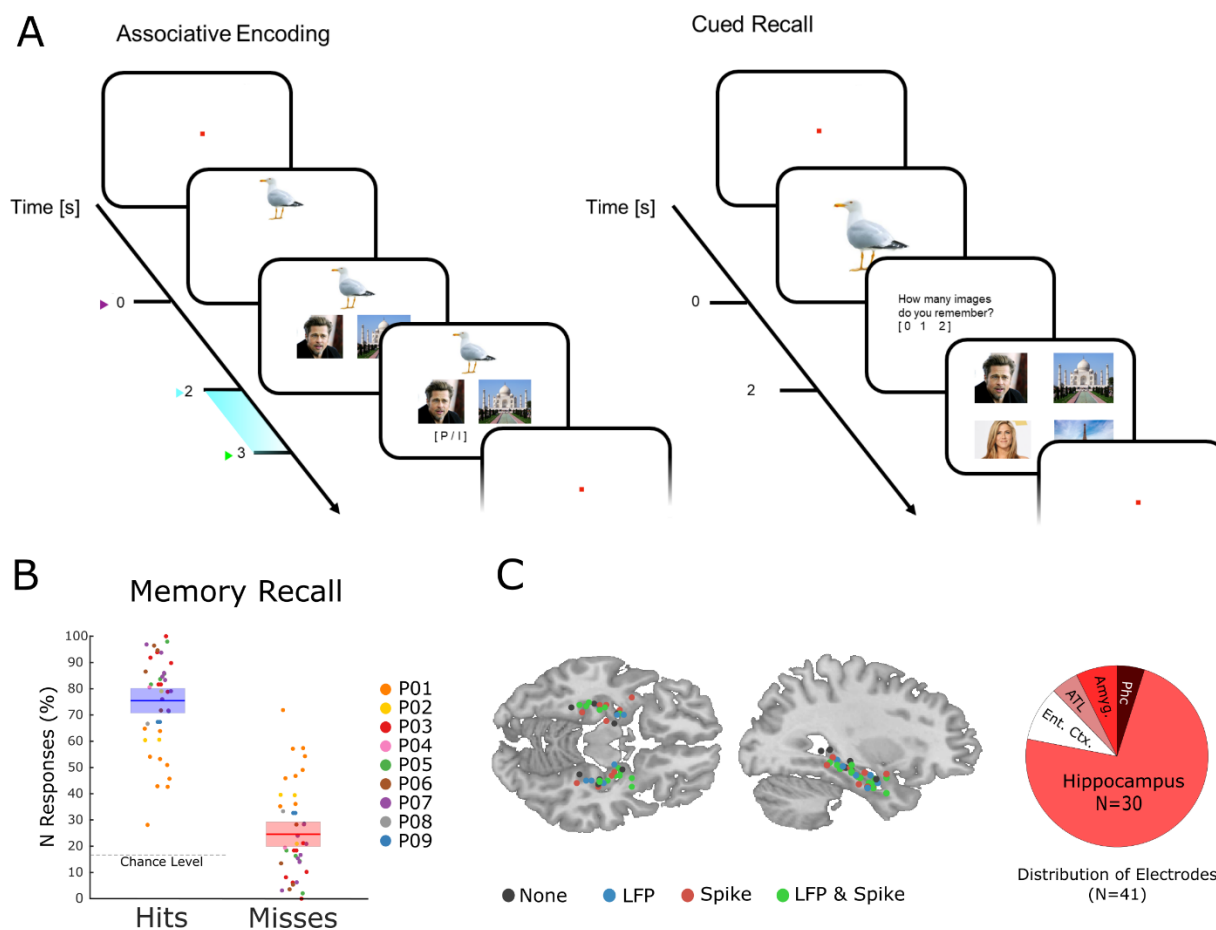 A
Associative Encoding
Time [s]
0
2
3
[ P / I ]
Cued Recall
Time [s]
0
2
How many images
do you remember?
[ 0 1 2 ]
B
Memory Recall
N Responses (%)
100
90
80
70
60
50
40
30
20
10
0
Chance Level
Hits
Misses
P01
P02
P03
P04
P05
P06
P07
P08
P09
C
None
LFP
Spike
LFP & Spike
Ent. Ctx.
ATL
Amyg.
Phc
Hippocampus
N=30
Distribution of Electrodes
(N=41)